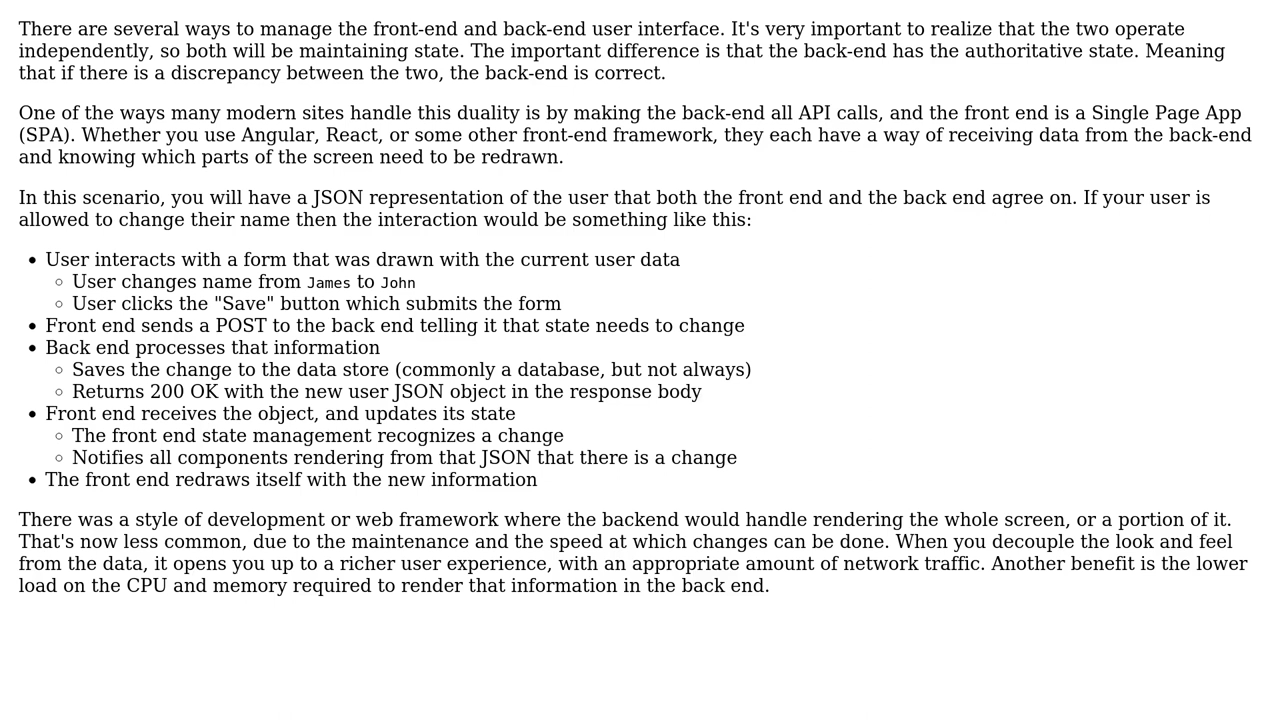 There are several ways to manage the front-end and back-end user interface. It's very important to realize that the two operate
independently, so both will be maintaining state. The important difference is that the back-end has the authoritative state. Meaning
that if there is a discrepancy between the two, the back-end is correct.
One of the ways many modern sites handle this duality is by making the back-end all API calls, and the front end is a Single Page App
(SPA). Whether you use Angular, React, or some other front-end framework, they each have a way of receiving data from the back-end
and knowing which parts of the screen need to be redrawn.
In this scenario, you will have a JSON representation of the user that both the front end and the back end agree on. If your user is
allowed to change their name then the interaction would be something like this:
• User interacts with a form that was drawn with the current user data
◦ User changes name from James to John
◦ User clicks the "Save" button which submits the form
• Front end sends a POST to the back end telling it that state needs to change
• Back end processes that information
◦ Saves the change to the data store (commonly a database, but not always)
◦ Returns 200 OK with the new user JSON object in the response body
• Front end receives the object, and updates its state
◦ The front end state management recognizes a change
◦ Notifies all components rendering from that JSON that there is a change
• The front end redraws itself with the new information
There was a style of development or web framework where the backend would handle rendering the whole screen, or a portion of it.
That's now less common, due to the maintenance and the speed at which changes can be done. When you decouple the look and feel
from the data, it opens you up to a richer user experience, with an appropriate amount of network traffic. Another benefit is the lower
load on the CPU and memory required to render that information in the back end.